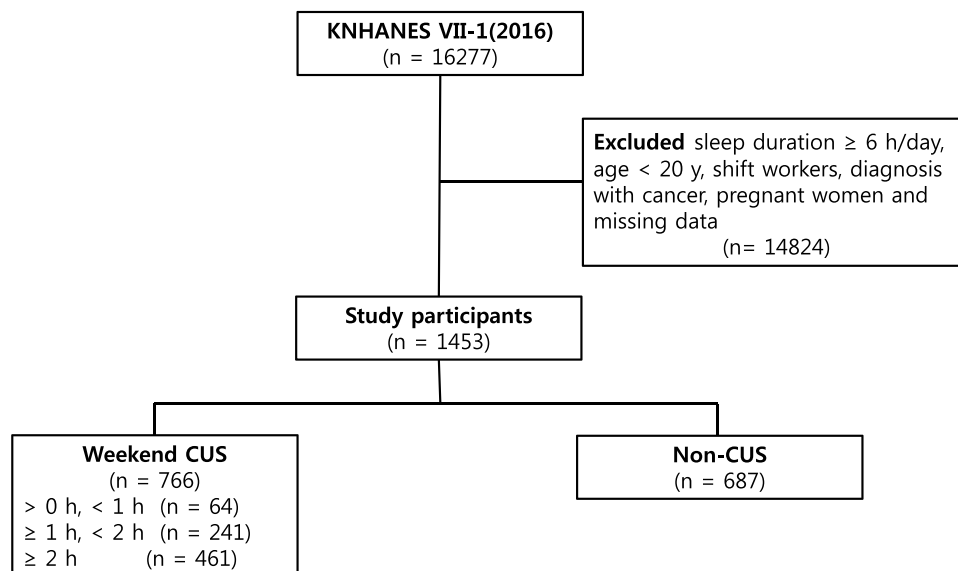 KNHANES VII-1(2016)
(n = 16277)
Excluded sleep duration ≥ 6 h/day,
age < 20 y, shift workers, diagnosis
with cancer, pregnant women and
missing data
(n= 14824)
Study participants
(n = 1453)
Weekend CUS
(n = 766)
> 0 h, < 1 h (n = 64)
≥ 1 h, < 2 h (n = 241)
≥ 2 h (n = 461)
Non-CUS
(n = 687)